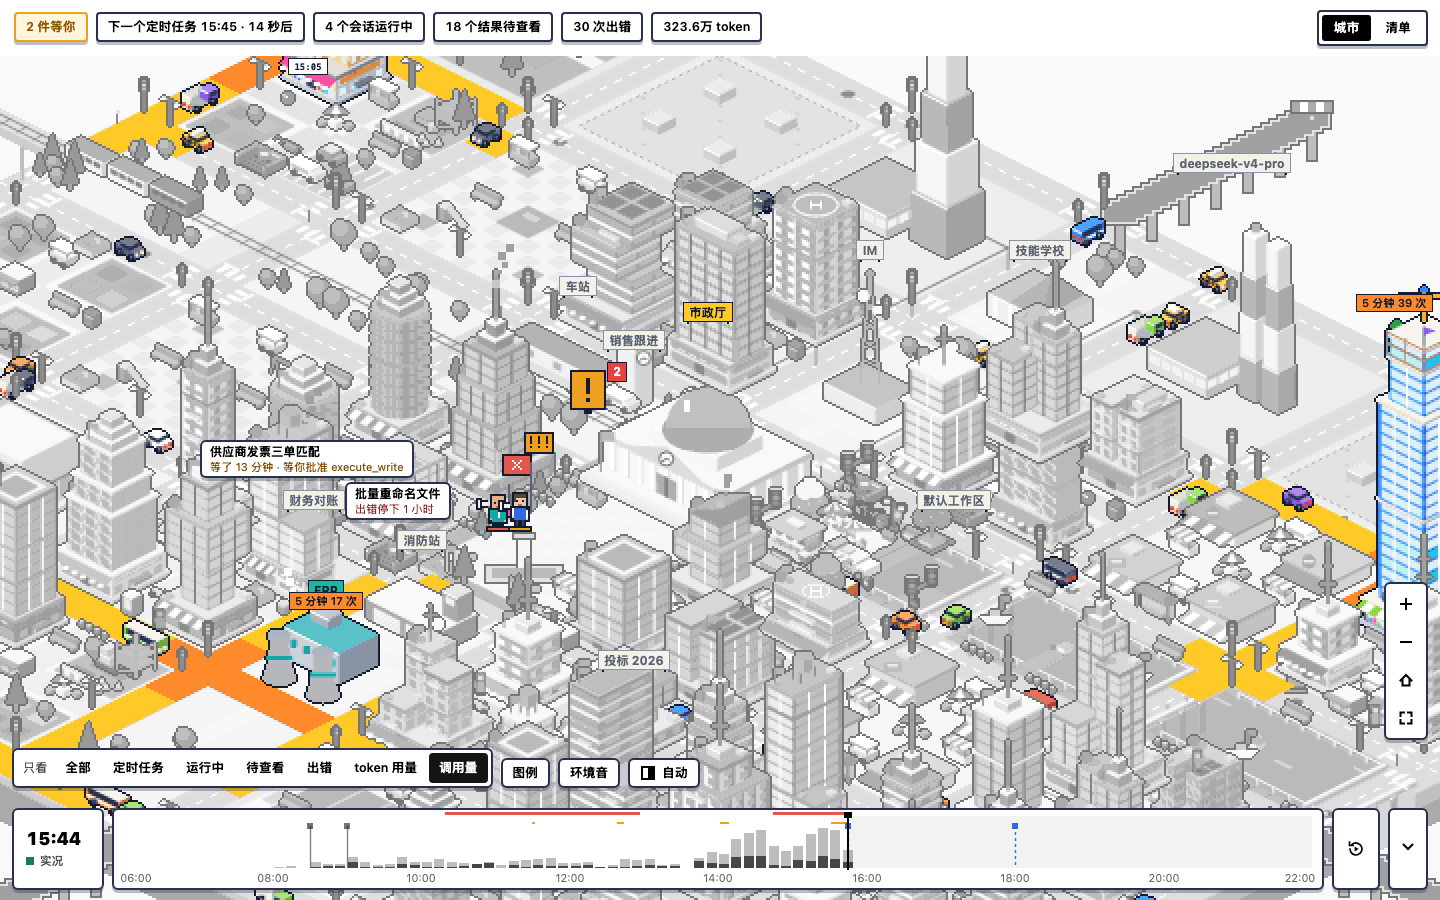 2 件等你
下一个定时任务 15:45 · 14 秒后
4 个会话运行中
18 个结果待查看
30 次出错
323.6万 token
城市
清单
15:05
deepseek-v4-pro
IM
技能学校
车站
5 分钟 39 次
市政厅
销售跟进
2
!
!!!
供应商发票三单匹配
等了 13 分钟 · 等你批准 execute_write
批量重命名文件
出错停下 1 小时
财务对账
默认工作区
消防站
ERP
5 分钟 17 次
投标 2026
只看
全部
定时任务
运行中
待查看
出错
token 用量
调用量
图例
环境音
自动
15:44
实况
06:00
08:00
10:00
12:00
14:00
16:00
18:00
20:00
22:00